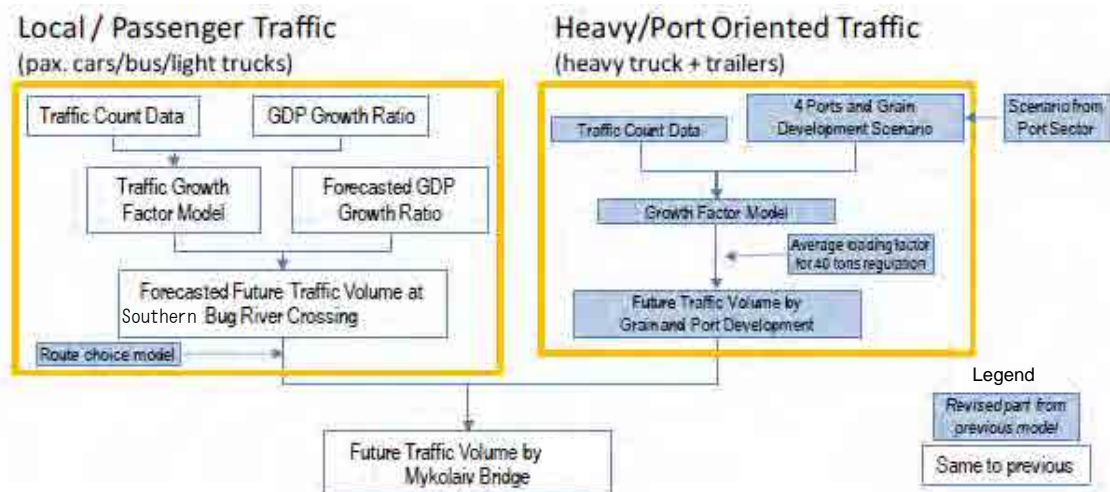 Local / Passenger Traffic
(pax. cars/bus/light trucks)
Traffic Count Data
GDP Growth Ratio
Traffic Growth
Factor Model
Forecasted GDP
Growth Ratio
Forecasted Future Traffic Volume at
Southern Bug River Crossing
Route choice model
Heavy/Port Oriented Traffic
(heavy truck + trailers)
Traffic Count Data
4 Ports and Grain
Development Scenario
Scenario from
Port Sector
Growth Factor Model
Average loading factor
for 40 tons regulation
Future Traffic Volume by
Grain and Port Development
Future Traffic Volume by
Mykolaiv Bridge
Legend
Revised part from
previous model
Same to previous